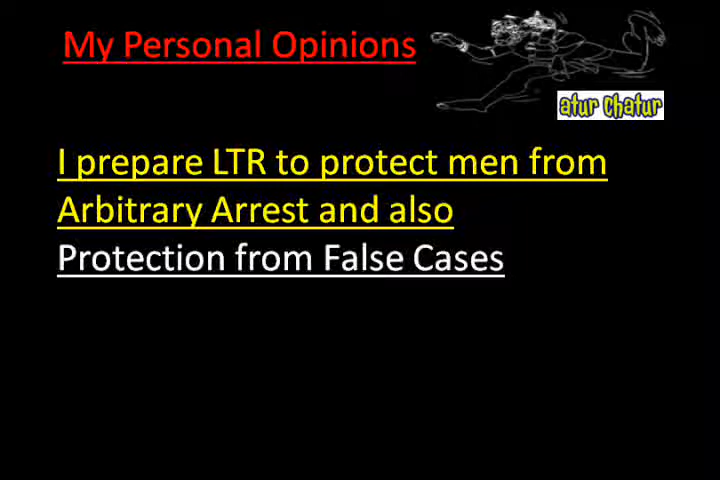 My Personal Opinions
atur chatur
I prepare LTR to protect men from
Arbitrary Arrest and also
Protection from False Cases